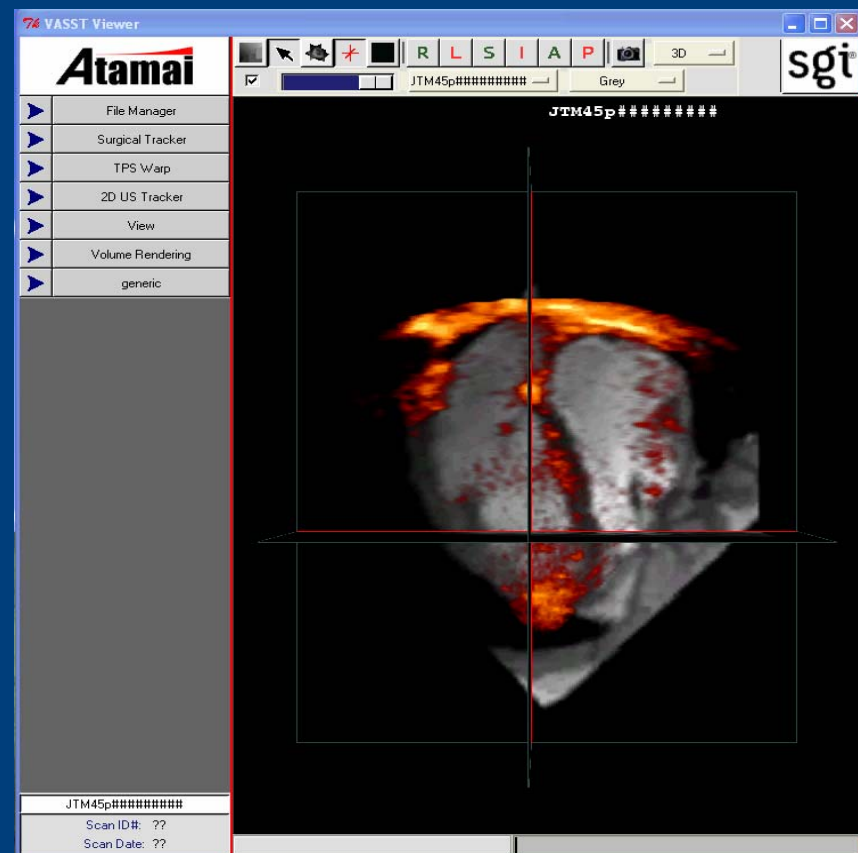 7k VASST Viewer
Atamai
R L S I A P 3D
sgi
JTM45p######### Grey
File Manager
Surgical Tracker
TPS Warp
2D US Tracker
View
Volume Rendering
generic
JTM45p#########
JTM45p#########
Scan ID#: ??
Scan Date: ??